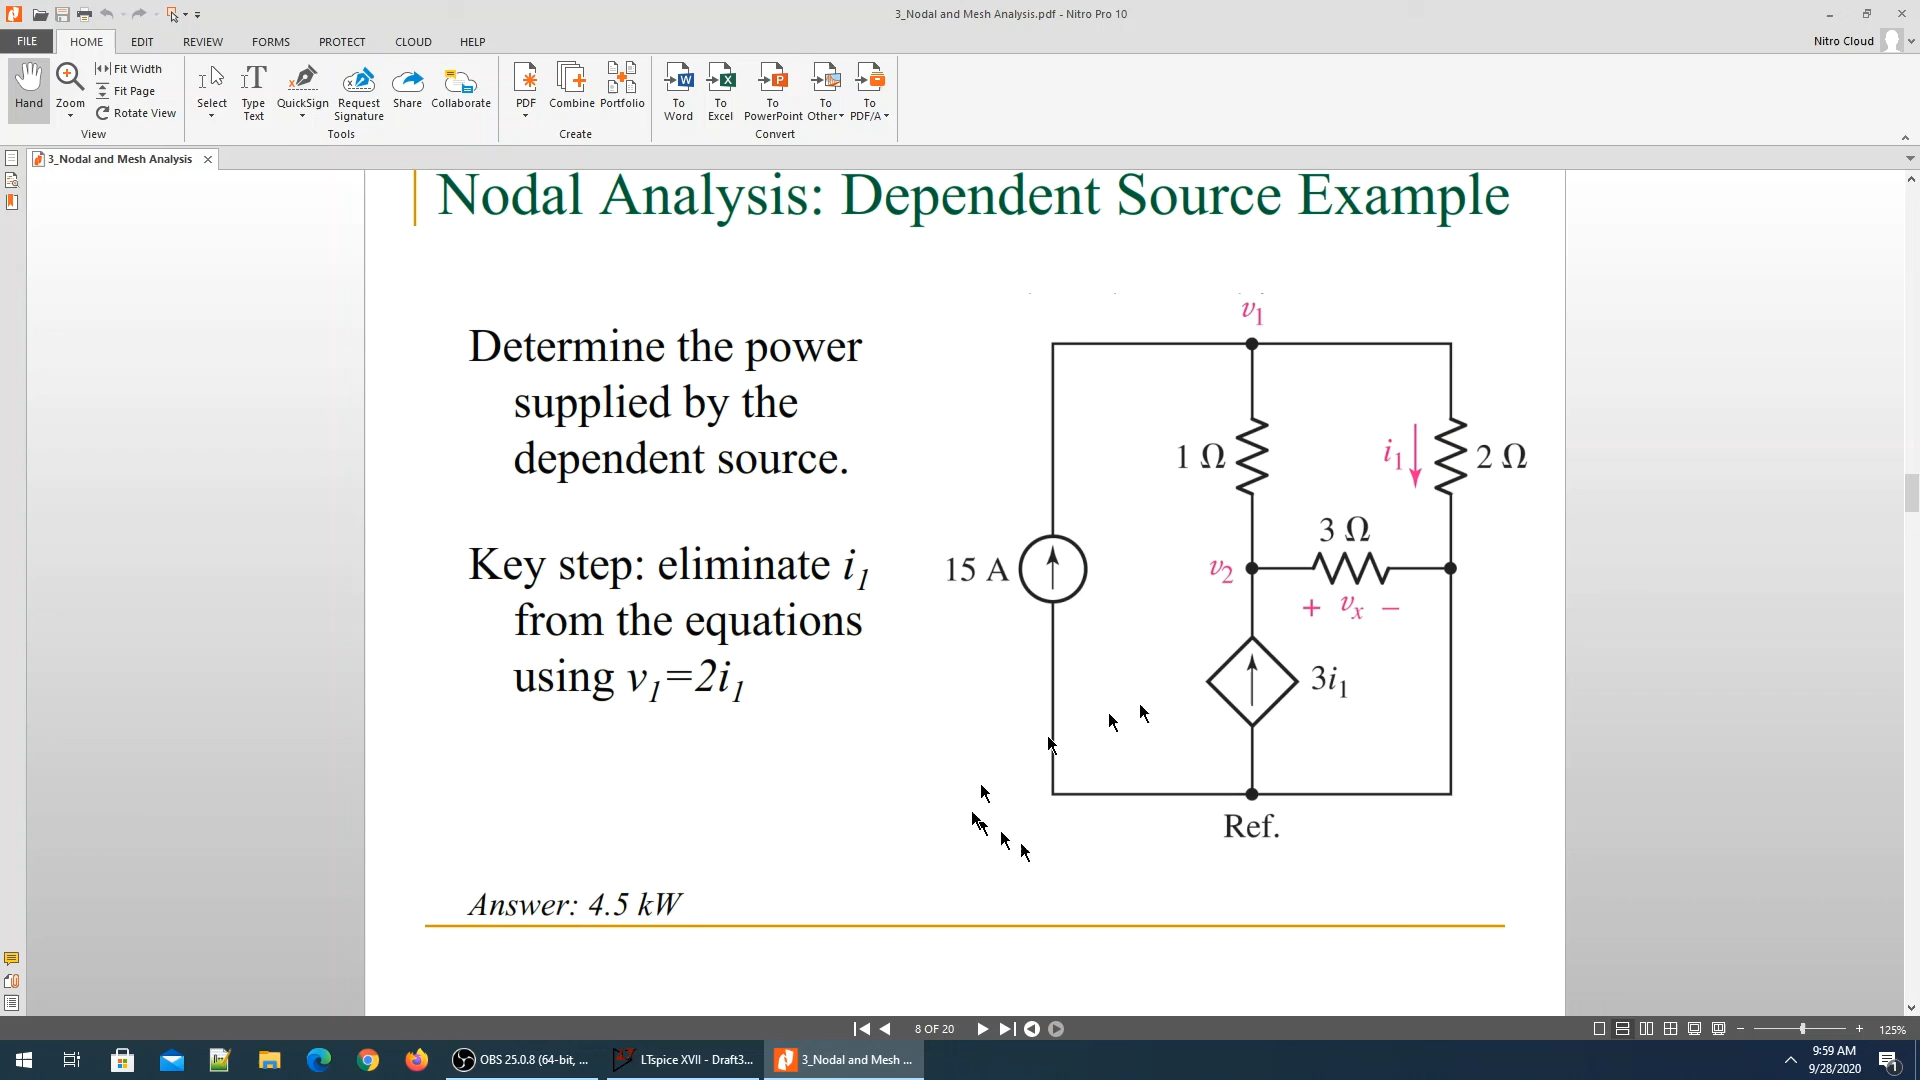 3_Nodal and Mesh Analysis.pdf - Nitro Pro 10
FILE HOME EDIT REVIEW FORMS PROTECT CLOUD HELP
Nitro Cloud
Hand
Zoom
Fit Width
Fit Page
Rotate View
View
Select
Type Text
QuickSign
Request Signature
Share
Collaborate
Tools
PDF
Combine
Portfolio
Create
To Word
To Excel
To PowerPoint
To Other
To PDF/A
Convert
3_Nodal and Mesh Analysis
Nodal Analysis: Dependent Source Example
Determine the power
supplied by the
dependent source.
Key step: eliminate i1
from the equations
using v1=2i1
v1
1 Ω
i1
2 Ω
3 Ω
15 A
v2
+ vx −
3i1
Ref.
Answer: 4.5 kW
8 OF 20
125%
OBS 25.0.8 (64-bit, ...
LTspice XVII - Draft3...
3_Nodal and Mesh ...
9:59 AM
9/28/2020
1